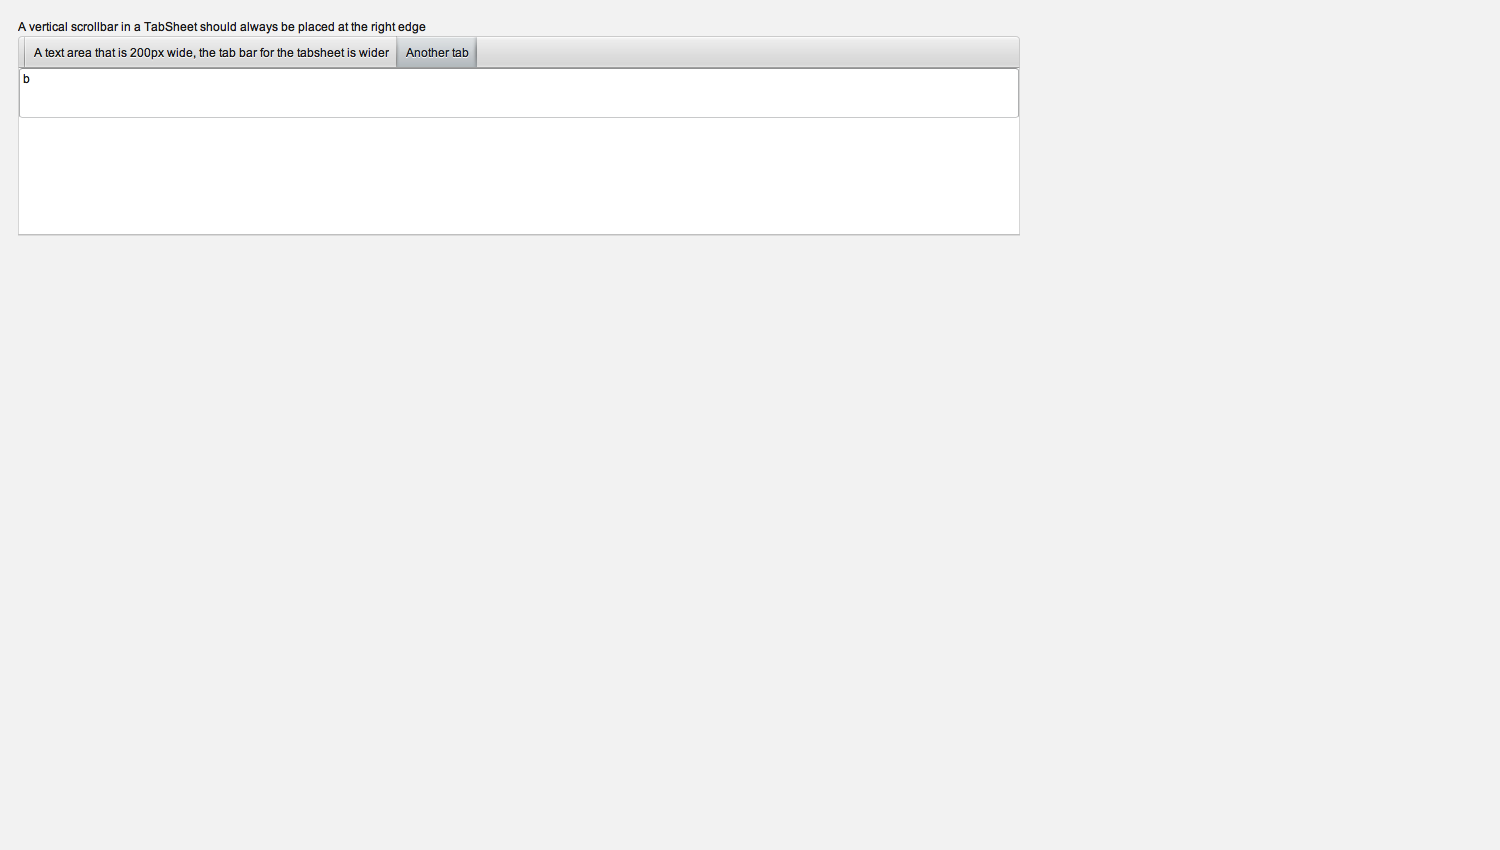 A vertical scrollbar in a TabSheet should always be placed at the right edge
A text area that is 200px wide, the tab bar for the tabsheet is wider
Another tab
b